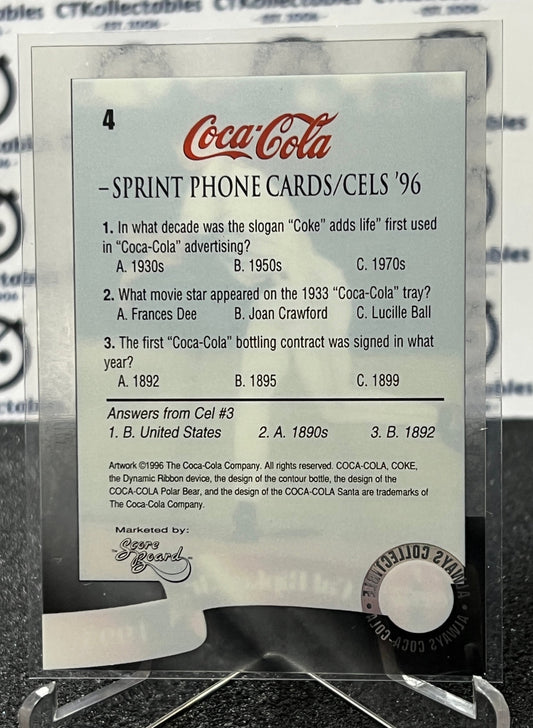 CTKollectables CTKollectables
EST. 2006
4
Coca-Cola
–SPRINT PHONE CARDS/CELS '96
1. In what decade was the slogan “Coke” adds life” first used
in “Coca-Cola” advertising?
A. 1930s B. 1950s C. 1970s
2. What movie star appeared on the 1933 “Coca-Cola” tray?
A. Frances Dee B. Joan Crawford C. Lucille Ball
3. The first “Coca-Cola” bottling contract was signed in what
year?
A. 1892 B. 1895 C. 1899
Answers from Cel #3
1. B. United States 2. A. 1890s 3. B. 1892
Artwork ©1996 The Coca-Cola Company. All rights reserved. COCA-COLA, COKE,
the Dynamic Ribbon device, the design of the contour bottle, the design of the
COCA-COLA Polar Bear, and the design of the COCA-COLA Santa are trademarks of
The Coca-Cola Company.
Marketed by:
Score
Board
ALWAYS COLLECTIBLE • ALWAYS COCA-COLA •